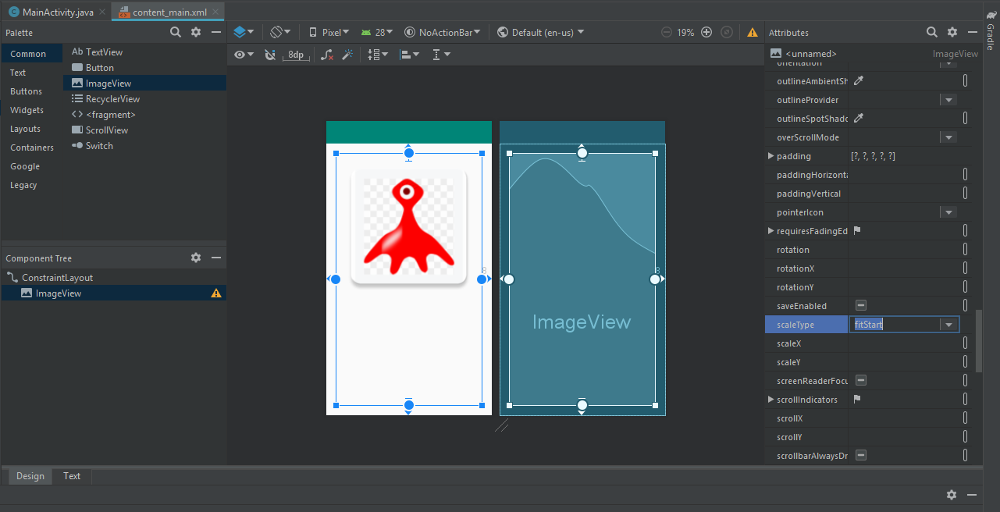 MainActivity.java
content_main.xml
Palette
Pixel
28
NoActionBar
Default (en-us)
19%
Attributes
Gradle
Common
Text
Buttons
Widgets
Layouts
Containers
Google
Legacy
Ab TextView
Button
ImageView
RecyclerView
<fragment>
ScrollView
Switch
8dp
<unnamed>
ImageView
orientation
outlineAmbientSh
outlineProvider
outlineSpotShadc
overScrollMode
padding [?, ?, ?, ?, ?]
paddingHorizonta
paddingVertical
pointerIcon
requiresFadingEd
rotation
rotationX
rotationY
saveEnabled
scaleType fitStart
scaleX
scaleY
screenReaderFocu
scrollIndicators
scrollX
scrollY
scrollbarAlwaysDr
8
8
ImageView
Component Tree
ConstraintLayout
ImageView
Design
Text